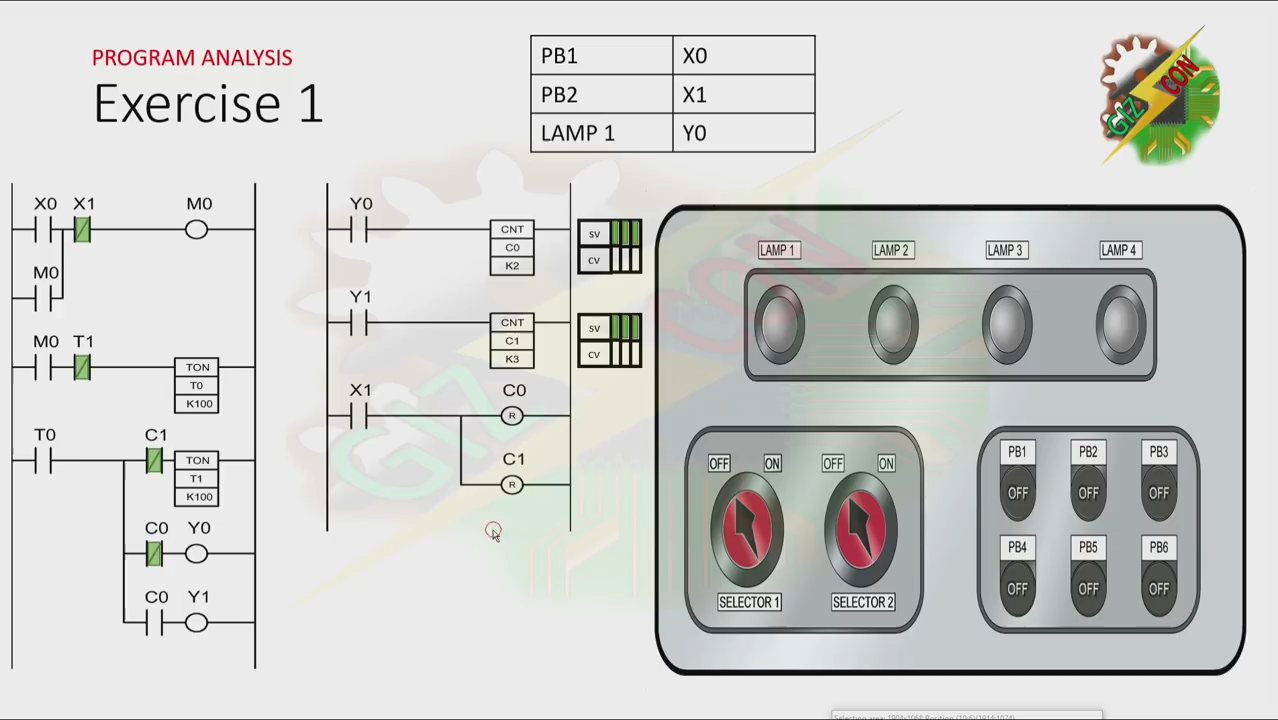 PROGRAM ANALYSIS
Exercise 1
PB1 X0
PB2 X1
LAMP 1 Y0
GIZ CON
X0 X1 M0
M0
M0 T1
TON
T0
K100
T0 C1
TON
T1
K100
C0 Y0
C0 Y1
Y0
CNT
C0
K2
SV
CV
Y1
CNT
C1
K3
SV
CV
X1 C0
R
C1
R
LAMP 1 LAMP 2 LAMP 3 LAMP 4
OFF ON OFF ON
SELECTOR 1 SELECTOR 2
PB1 PB2 PB3
OFF OFF OFF
PB4 PB5 PB6
OFF OFF OFF